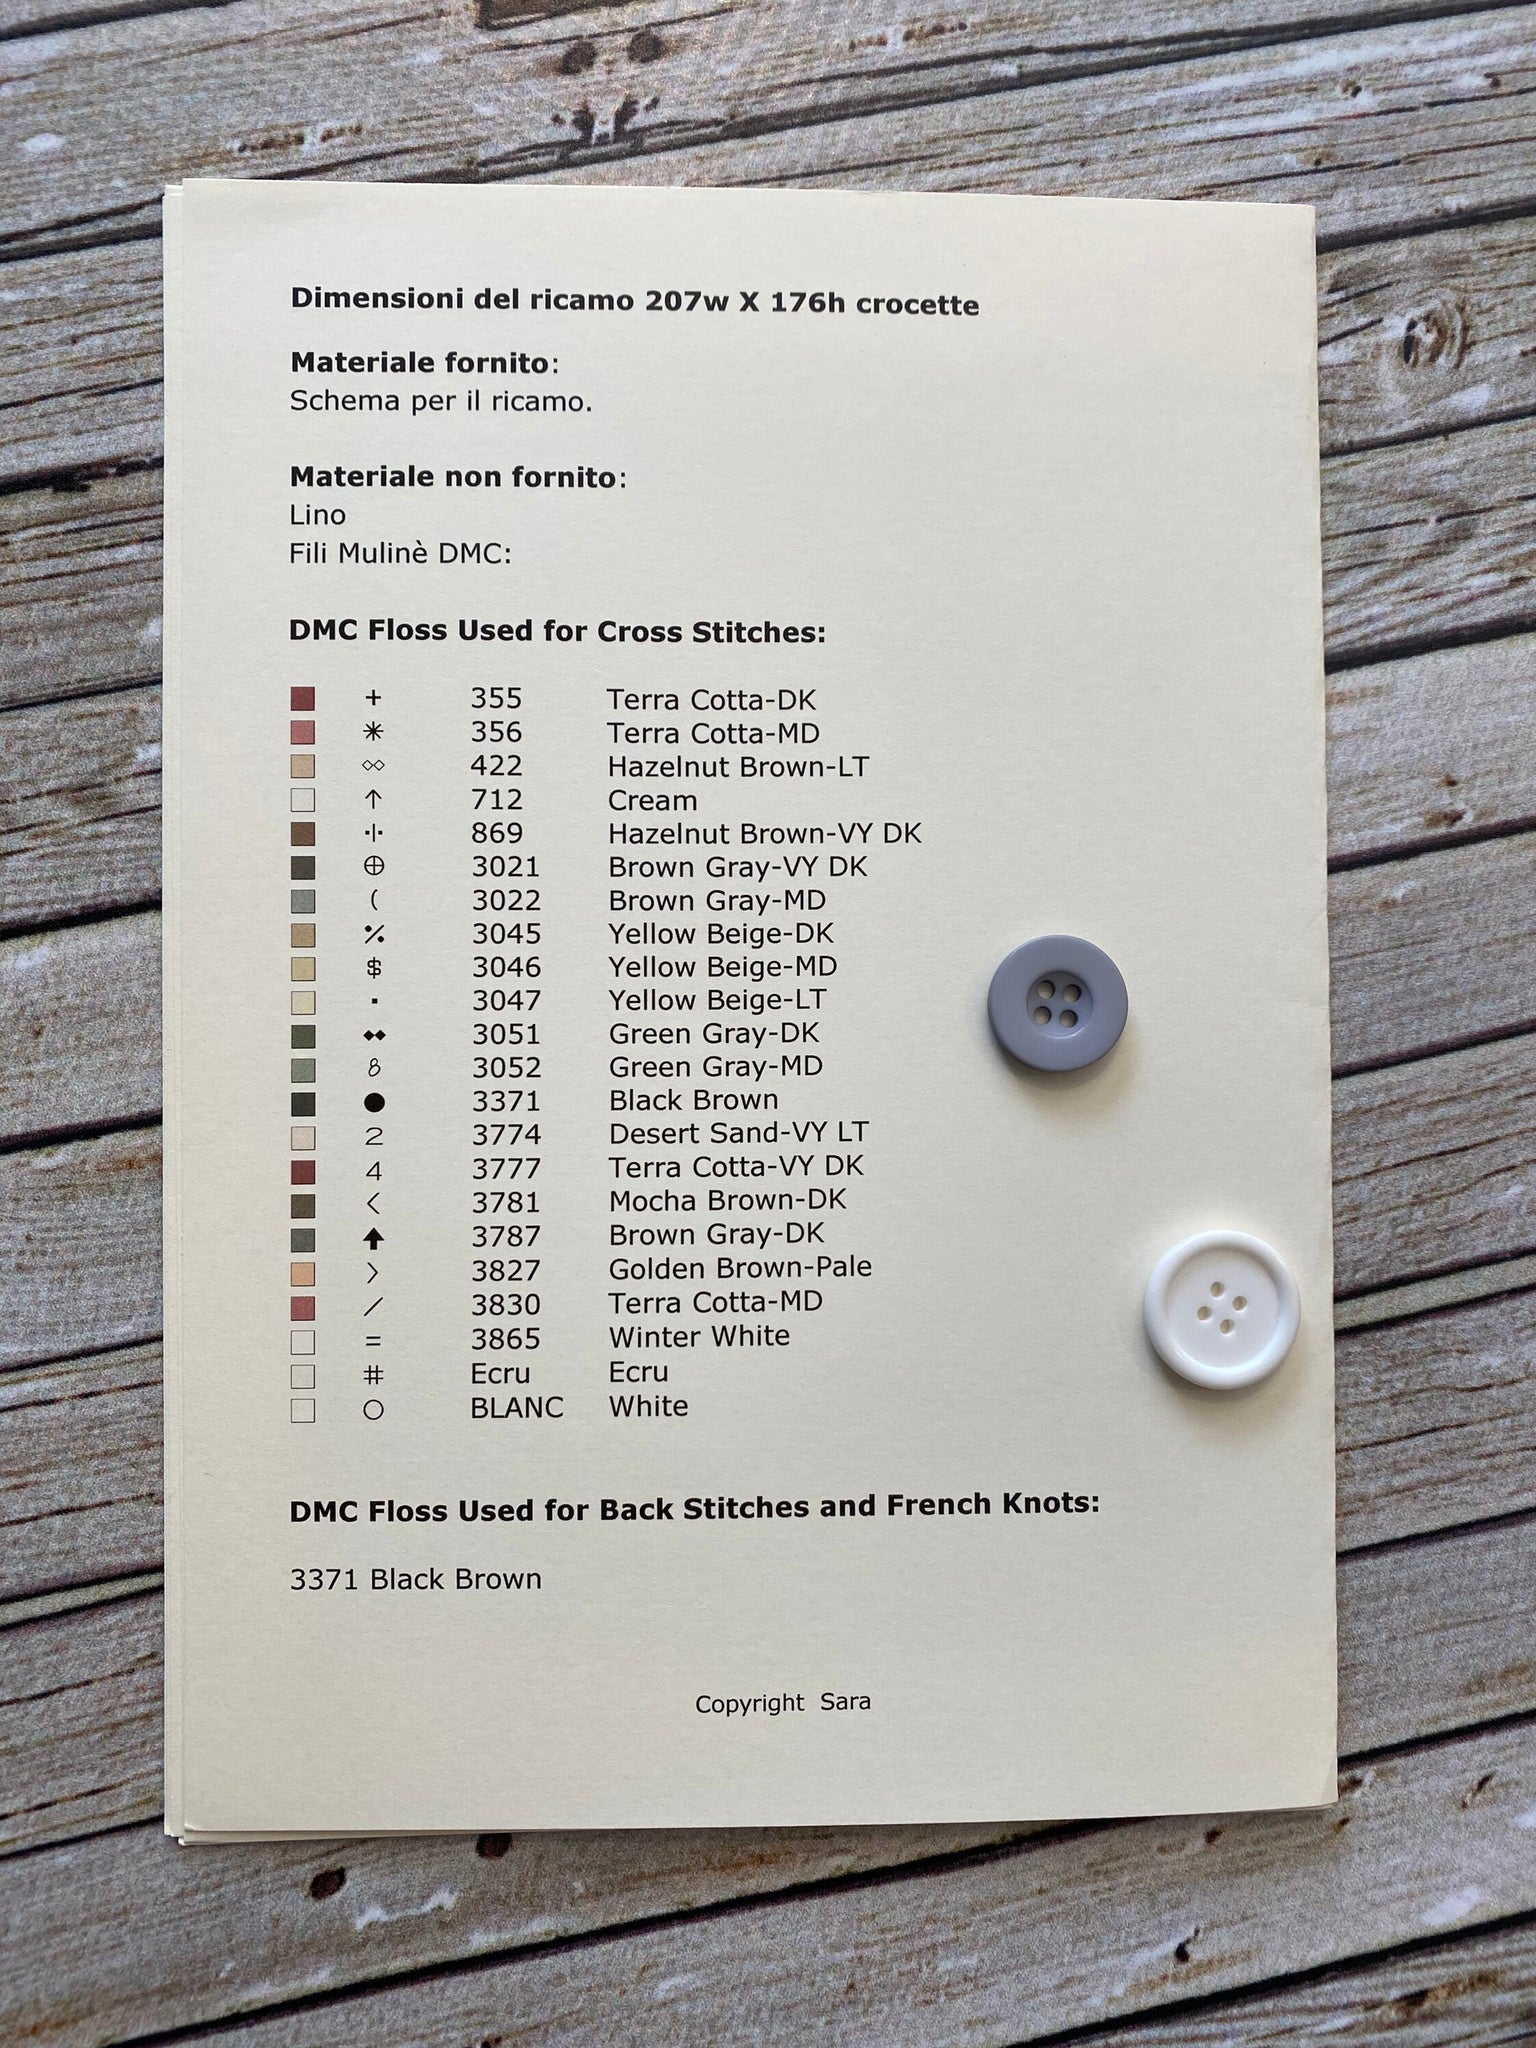 Dimensioni del ricamo 207w X 176h crocette
Materiale fornito:
Schema per il ricamo.
Materiale non fornito:
Lino
Fili Mulinè DMC:
DMC Floss Used for Cross Stitches:
+ 355 Terra Cotta-DK
✳ 356 Terra Cotta-MD
◇◇ 422 Hazelnut Brown-LT
↑ 712 Cream
·|· 869 Hazelnut Brown-VY DK
⊕ 3021 Brown Gray-VY DK
( 3022 Brown Gray-MD
٪ 3045 Yellow Beige-DK
$ 3046 Yellow Beige-MD
▪ 3047 Yellow Beige-LT
◆◆ 3051 Green Gray-DK
8 3052 Green Gray-MD
● 3371 Black Brown
2 3774 Desert Sand-VY LT
4 3777 Terra Cotta-VY DK
< 3781 Mocha Brown-DK
🡅 3787 Brown Gray-DK
> 3827 Golden Brown-Pale
/ 3830 Terra Cotta-MD
= 3865 Winter White
# Ecru Ecru
○ BLANC White
DMC Floss Used for Back Stitches and French Knots:
3371 Black Brown
Copyright Sara